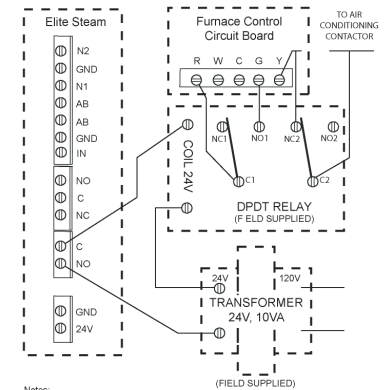 Elite Steam
N2
GND
N1
AB
AB
GND
IN
NO
C
NC
C
NO
GND
24V
Furnace Control
Circuit Board
R W C G Y
TO AIR
CONDITIONING
CONTACTOR
COIL 24V
NC1
NO1
NC2
NO2
C1
C2
DPDT RELAY
(F ELD SUPPLIED)
24V
120V
TRANSFORMER
24V, 10VA
(FIELD SUPPLIED)
Notes: